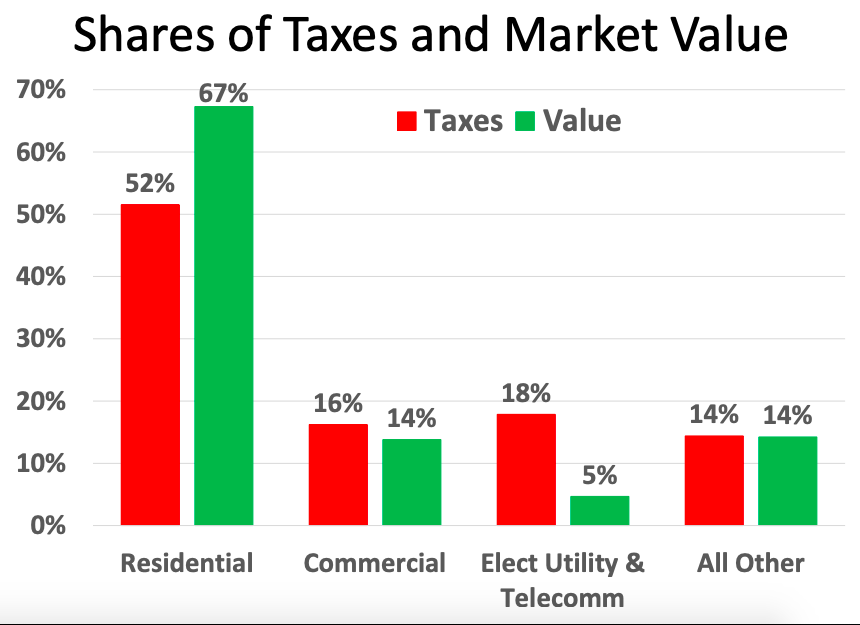 Shares of Taxes and Market Value
70%
60%
50%
40%
30%
20%
10%
0%
Taxes Value
52%
67%
16%
14%
18%
5%
14%
14%
Residential
Commercial
Elect Utility &
Telecomm
All Other